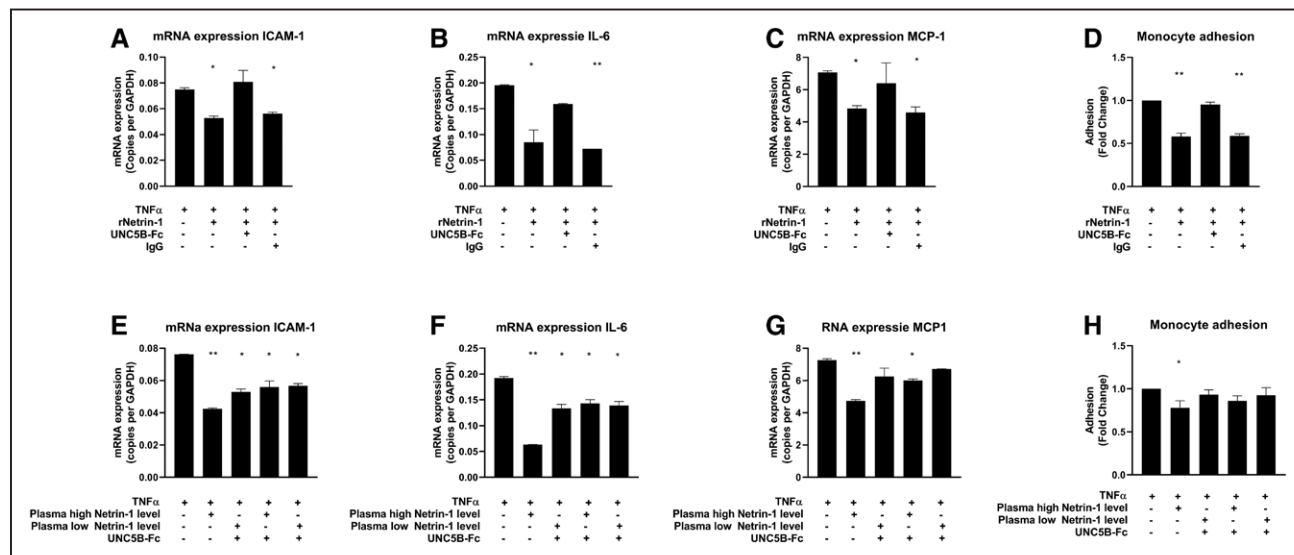 A mRNA expression ICAM-1
* *
mRNA expression
(Copies per GAPDH)
0.10
0.08
0.06
0.04
0.02
0.00
TNFα + + + +
rNetrin-1 - + + +
UNC5B-Fc - - + -
IgG - - - +
B mRNA expressie IL-6
* **
mRNA expression
(Copies per GAPDH)
0.25
0.20
0.15
0.10
0.05
0.00
TNFα + + + +
rNetrin-1 - + + +
UNC5B-Fc - - + -
IgG - - - +
C mRNA expression MCP-1
* *
mRNA expression
(copies per GAPDH)
8
6
4
2
0
TNFα + + + +
rNetrin-1 - + + +
UNC5B-Fc - - + -
IgG - - - +
D Monocyte adhesion
** **
Adhesion
(Fold Change)
1.5
1.0
0.5
0.0
TNFα + + + +
rNetrin-1 - + + +
UNC5B-Fc - - + -
IgG - - - +
E mRNa expression ICAM-1
** * * *
mRNA expression
(copies per GAPDH)
0.08
0.06
0.04
0.02
0.00
TNFα + + + + +
Plasma high Netrin-1 level - + - + -
Plasma low Netrin-1 level - - + - +
UNC5B-Fc - - + + +
F mRNA expression IL-6
** * * *
mRNA expression
(copies per GAPDH)
0.25
0.20
0.15
0.10
0.05
0.00
TNFα + + + + +
Plasma high Netrin-1 level - + - + -
Plasma low Netrin-1 level - - + - +
UNC5B-Fc - - + + +
G RNA expressie MCP1
** *
mRNA expression
(copies per GAPDH)
8
6
4
2
0
TNFα + + + + +
Plasma high Netrin-1 level - + - + -
Plasma low Netrin-1 level - - + - +
UNC5B-Fc - - + + +
H Monocyte adhesion
*
Adhesion
(Fold Change)
1.5
1.0
0.5
0.0
TNFα + + + + +
Plasma high Netrin-1 level - + - + -
Plasma low Netrin-1 level - - + - +
UNC5B-Fc - - + + +